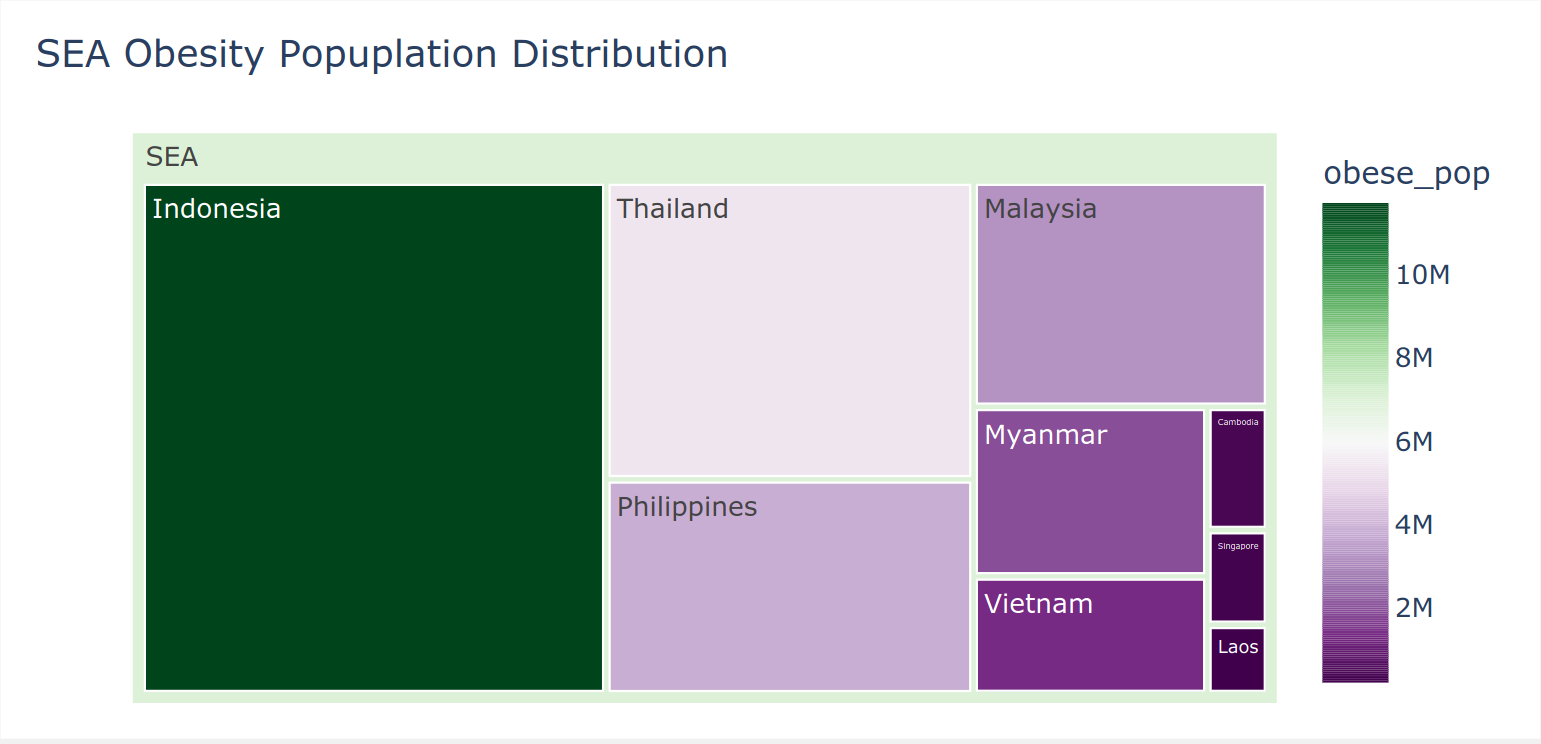 SEA Obesity Popuplation Distribution
SEA
Indonesia
Thailand
Malaysia
Philippines
Myanmar
Cambodia
Singapore
Vietnam
Laos
obese_pop
10M
8M
6M
4M
2M